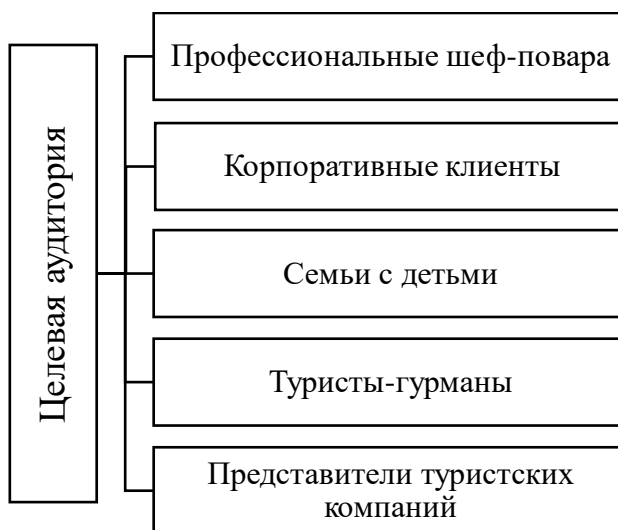 Целевая аудитория
Профессиональные шеф-повара
Корпоративные клиенты
Семьи с детьми
Туристы-гурманы
Представители туристских
компаний